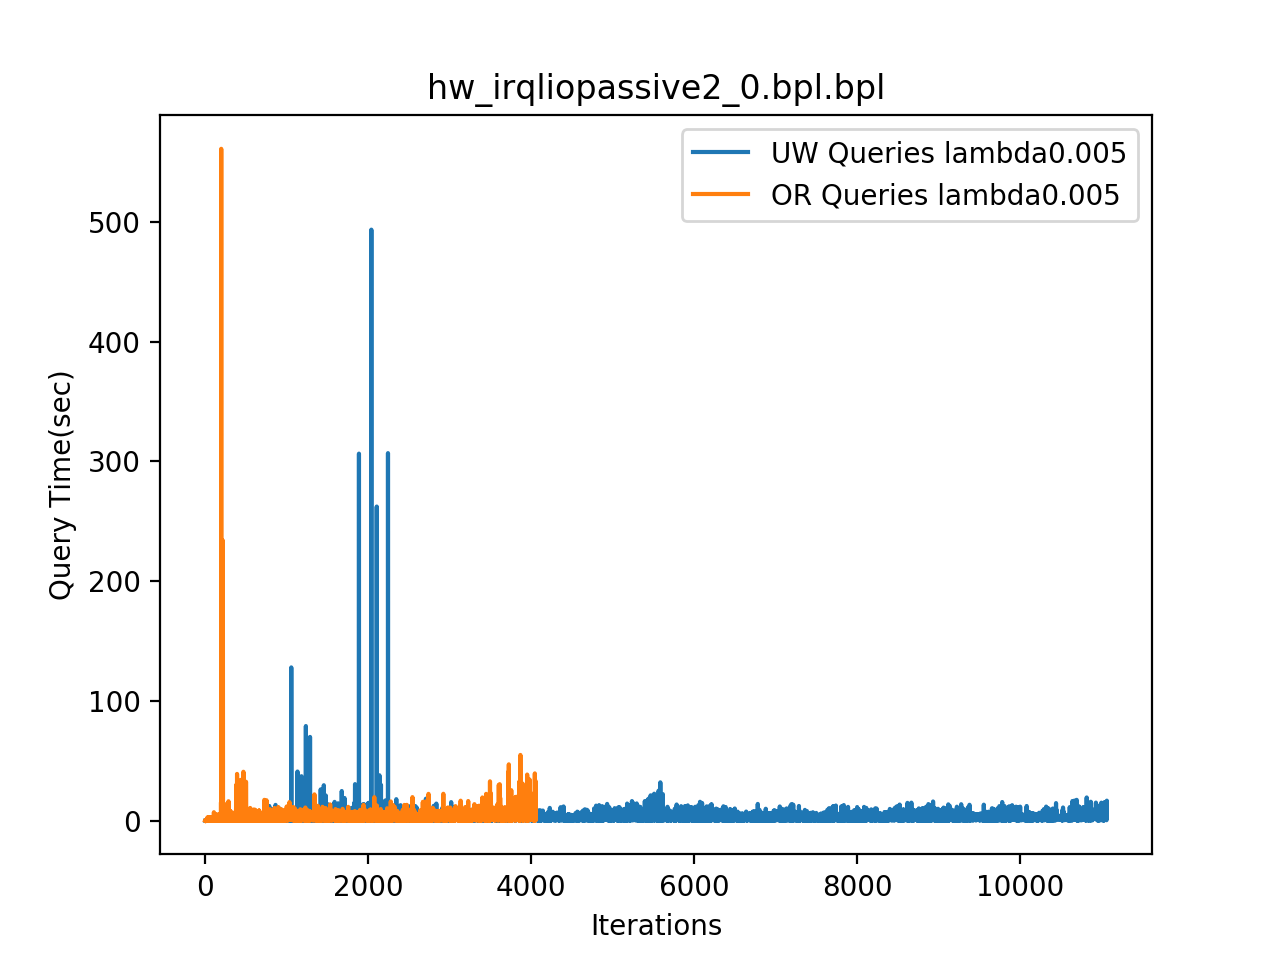 hw_irqliopassive2_0.bpl.bpl
UW Queries lambda0.005
OR Queries lambda0.005
Query Time(sec)
500
400
300
200
100
0
0 2000 4000 6000 8000 10000
Iterations